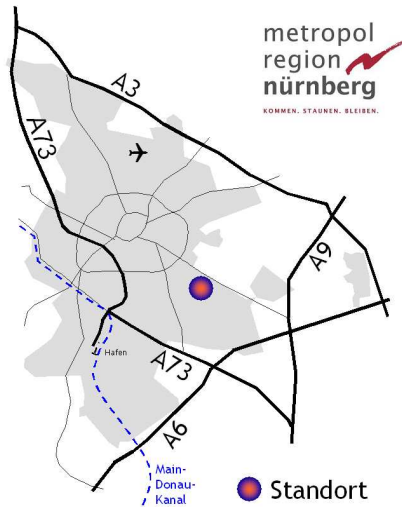 metropol
region
nürnberg
KOMMEN. STAUNEN. BLEIBEN.
A3
A73
A9
Hafen
A73
A6
Main-
Donau-
Kanal
Standort